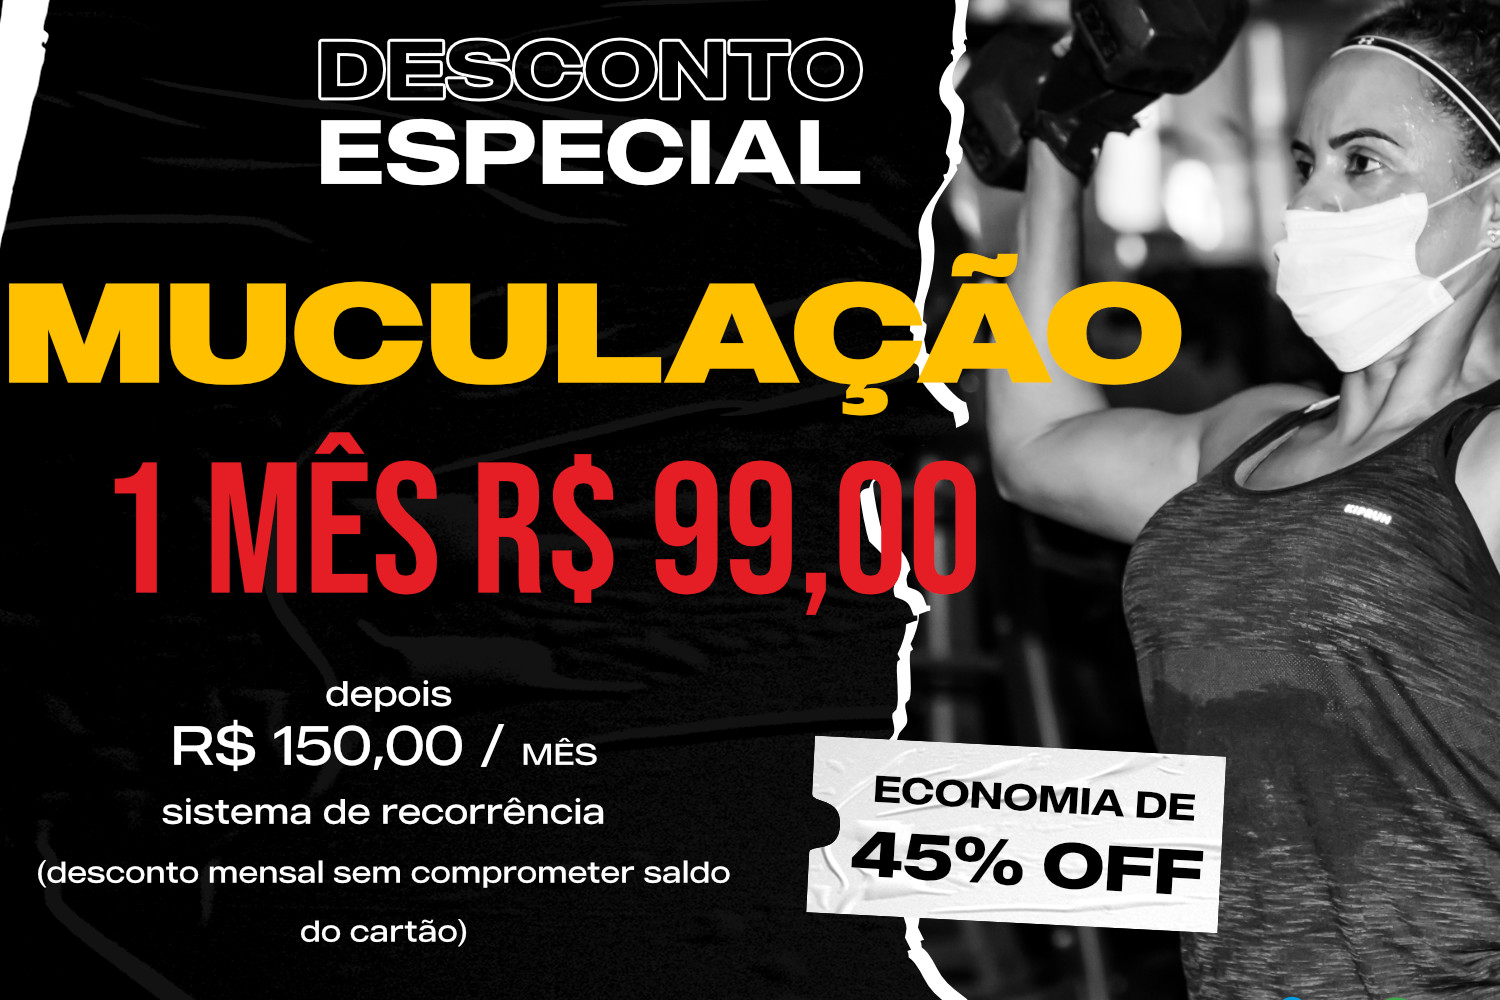 DESCONTO
ESPECIAL
MUCULAÇÃO
1 MÊS R$ 99,00
depois
R$ 150,00 / MÊS
sistema de recorrência
(desconto mensal sem comprometer saldo
do cartão)
ECONOMIA DE
45% OFF
KIPRUN